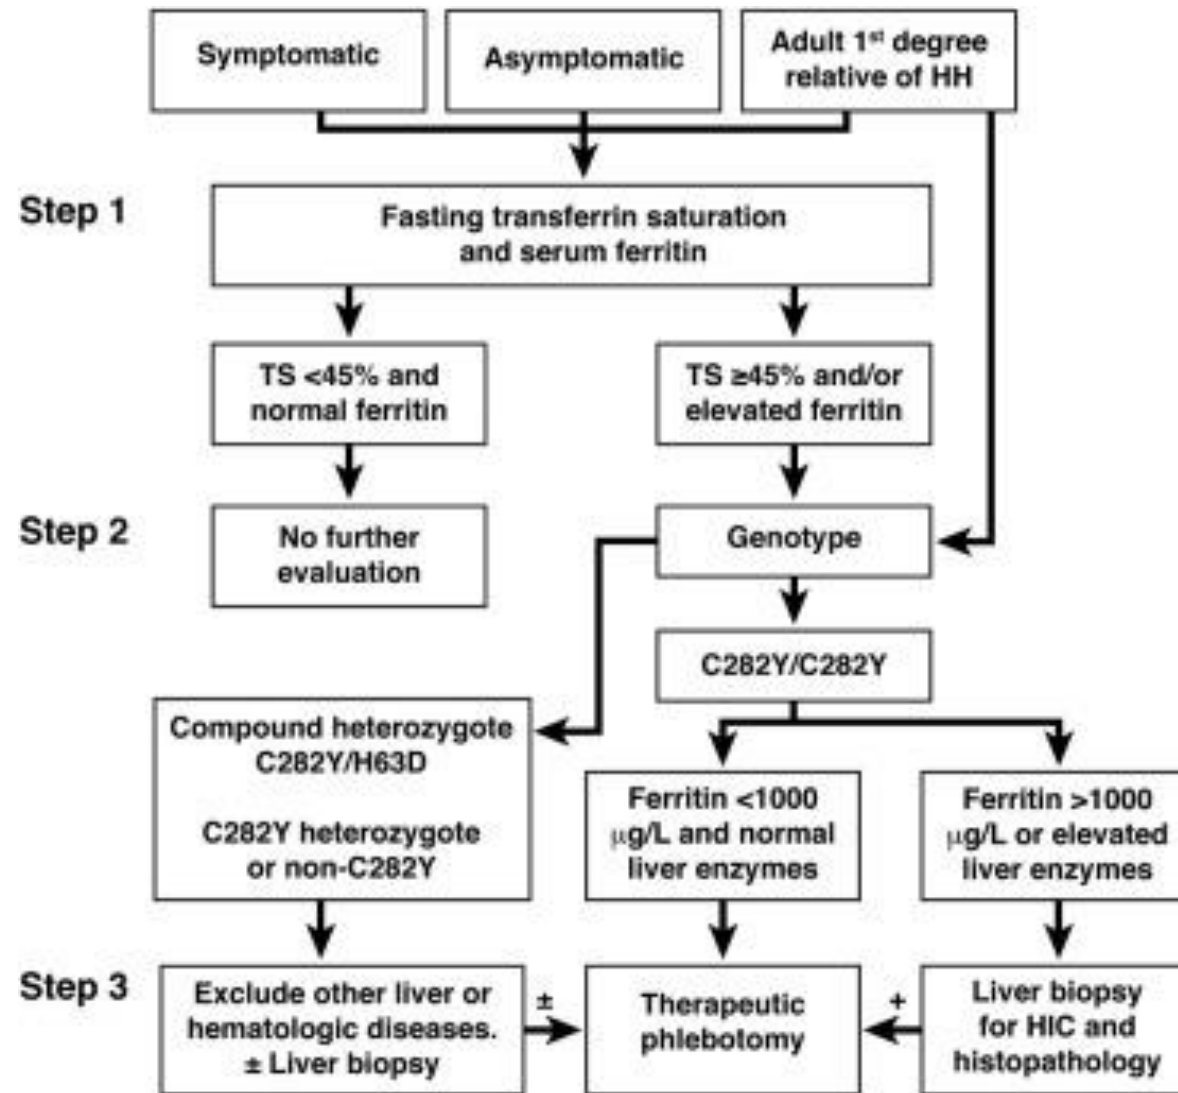 Symptomatic
Asymptomatic
Adult 1st degree
relative of HH
Step 1
Fasting transferrin saturation
and serum ferritin
TS <45% and
normal ferritin
TS ≥45% and/or
elevated ferritin
Step 2
No further
evaluation
Genotype
C282Y/C282Y
Compound heterozygote
C282Y/H63D
C282Y heterozygote
or non-C282Y
Ferritin <1000
μg/L and normal
liver enzymes
Ferritin >1000
μg/L or elevated
liver enzymes
Step 3
Exclude other liver or
hematologic diseases.
± Liver biopsy
±
Therapeutic
phlebotomy
+
Liver biopsy
for HIC and
histopathology